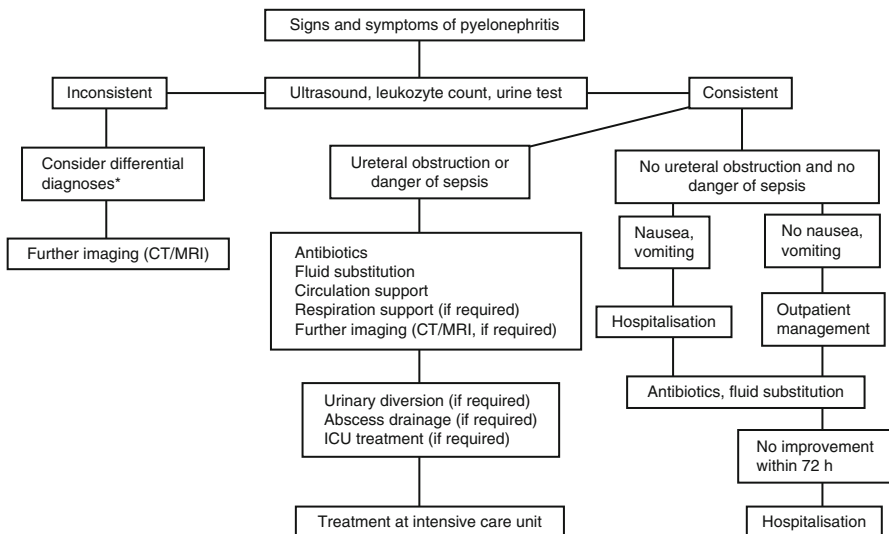 Signs and symptoms of pyelonephritis
Inconsistent
Ultrasound, leukozyte count, urine test
Consistent
Consider differential
diagnoses*
Ureteral obstruction or
danger of sepsis
No ureteral obstruction and no
danger of sepsis
Further imaging (CT/MRI)
Antibiotics
Fluid substitution
Circulation support
Respiration support (if required)
Further imaging (CT/MRI, if required)
Nausea,
vomiting
No nausea,
vomiting
Hospitalisation
Outpatient
management
Urinary diversion (if required)
Abscess drainage (if required)
ICU treatment (if required)
Antibiotics, fluid substitution
No improvement
within 72 h
Treatment at intensive care unit
Hospitalisation